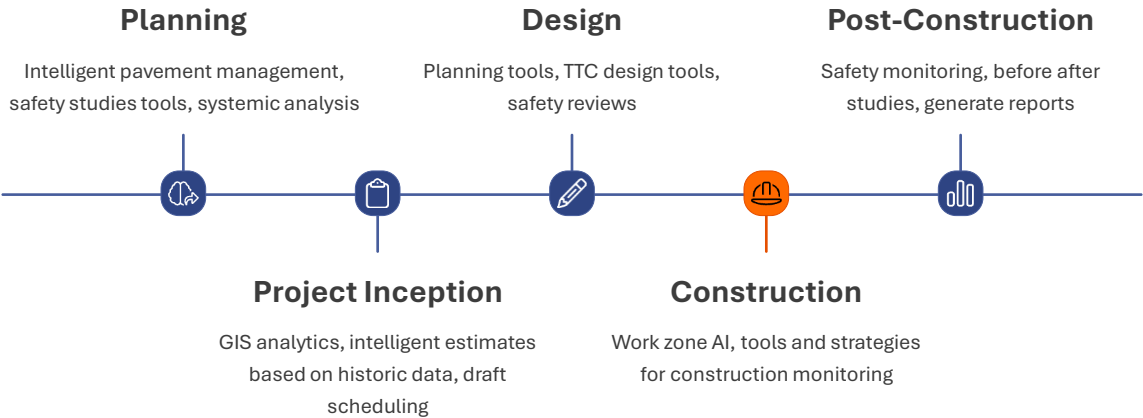 Planning
Intelligent pavement management,
safety studies tools, systemic analysis
Project Inception
GIS analytics, intelligent estimates
based on historic data, draft
scheduling
Design
Planning tools, TTC design tools,
safety reviews
Construction
Work zone AI, tools and strategies
for construction monitoring
Post-Construction
Safety monitoring, before after
studies, generate reports